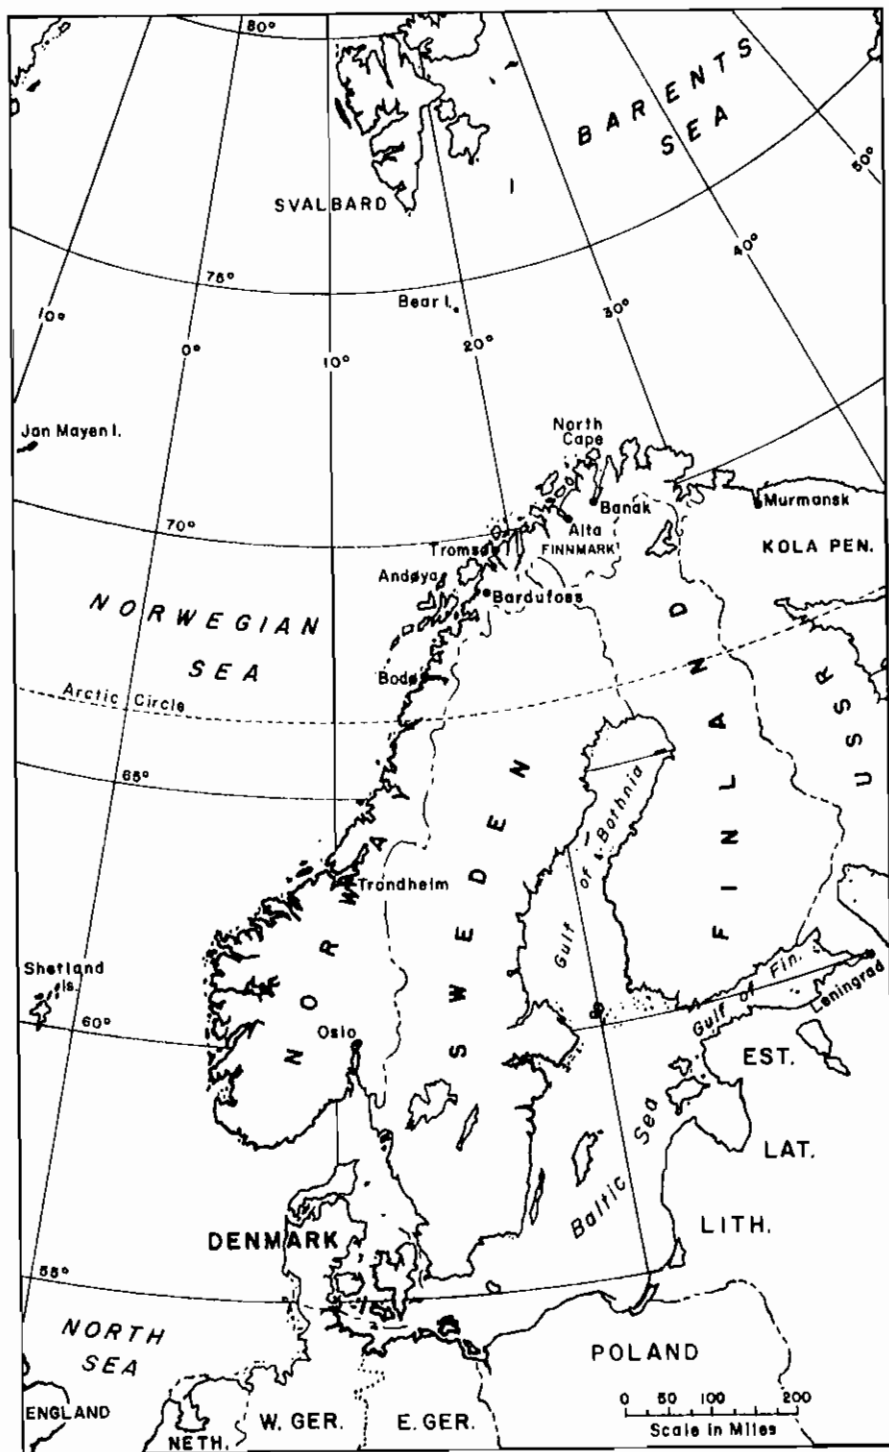 80°
BARENTS
SEA
50°
SVALBARD
40°
75°
Bear I.
30°
10°
0°
10°
20°
Jan Mayen I.
North
Cape
Banak
Murmansk
70°
Alta
Tromsø
FINNMARK
KOLA PEN.
Andøya
Bardufoss
NORWEGIAN
SEA
Bodø
Arctic Circle
65°
USSR
FINLAND
SWEDEN
NORWAY
Gulf of Bothnia
Trondheim
Shetland
Is.
Gulf of Fin.
Leningrad
60°
Oslo
EST.
Baltic Sea
LAT.
DENMARK
LITH.
55°
NORTH
SEA
POLAND
ENGLAND
NETH.
W. GER.
E. GER.
0 50 100 200
Scale in Miles